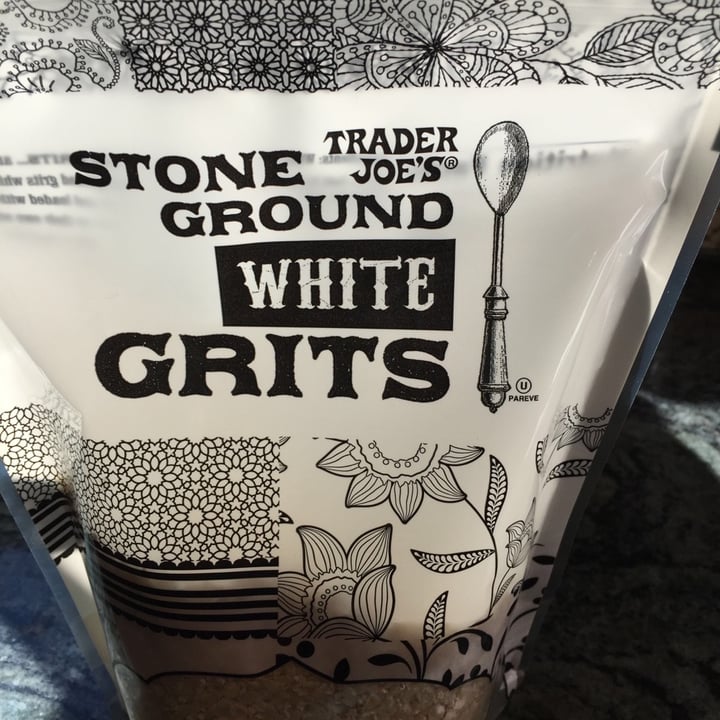 TRADER
JOE'S®
STONE
GROUND
WHITE
GRITS
U
PAREVE